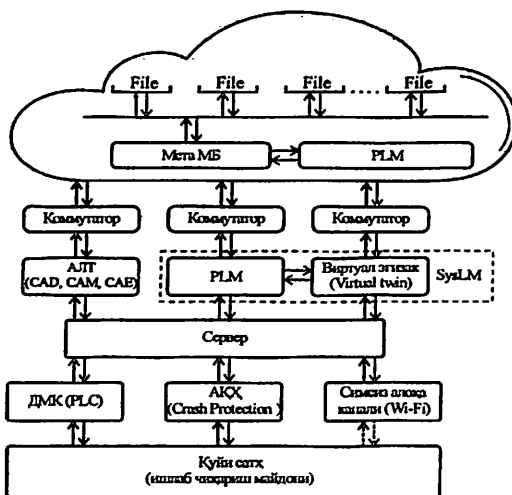 File File File ..... File
Мета МБ PLM
Коммутатор Коммутатор Коммутатор
АЛТ
(CAD, CAM, CAE)
PLM
Виртуал эгизак
(Virtual twin)
SysLM
Сервер
ДМК (PLC)
АҚҲ
(Crash Protection )
Симсиз алоқа
канали (Wi-Fi)
Қуйи сатҳ
(ишлаб чиқариш майдони)